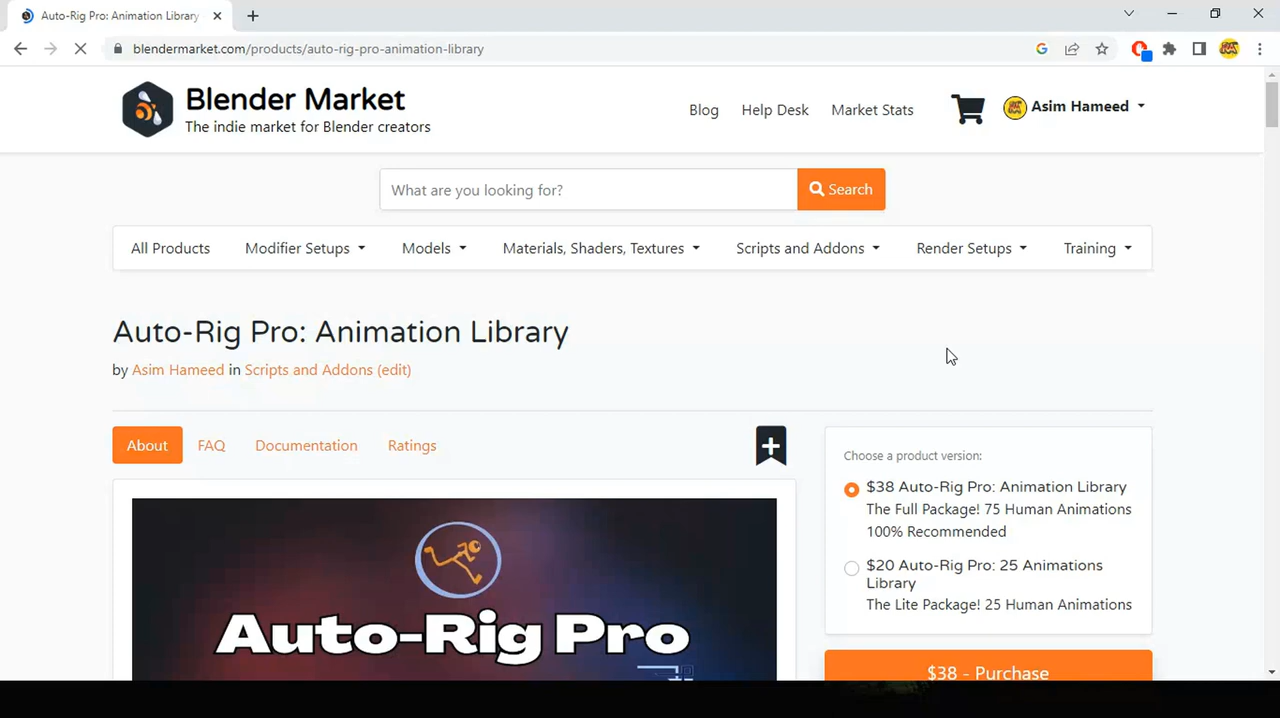 Auto-Rig Pro: Animation Library
blendermarket.com/products/auto-rig-pro-animation-library
Blender Market
The indie market for Blender creators
Blog
Help Desk
Market Stats
Asim Hameed
What are you looking for?
Search
All Products
Modifier Setups
Models
Materials, Shaders, Textures
Scripts and Addons
Render Setups
Training
Auto-Rig Pro: Animation Library
by Asim Hameed in Scripts and Addons (edit)
About
FAQ
Documentation
Ratings
Auto-Rig Pro
Choose a product version:
$38 Auto-Rig Pro: Animation Library
The Full Package! 75 Human Animations
100% Recommended
$20 Auto-Rig Pro: 25 Animations
Library
The Lite Package! 25 Human Animations
$38 - Purchase